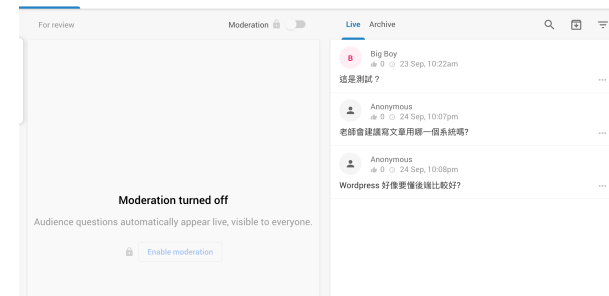 For review
Moderation
Moderation turned off
Audience questions automatically appear live, visible to everyone.
Enable moderation
Live Archive
B
Big Boy
0 23 Sep, 10:22am
這是測試？
Anonymous
0 24 Sep, 10:07pm
老師會建議寫文章用哪一個系統嗎?
Anonymous
0 24 Sep, 10:08pm
Wordpress 好像要懂後端比較好?